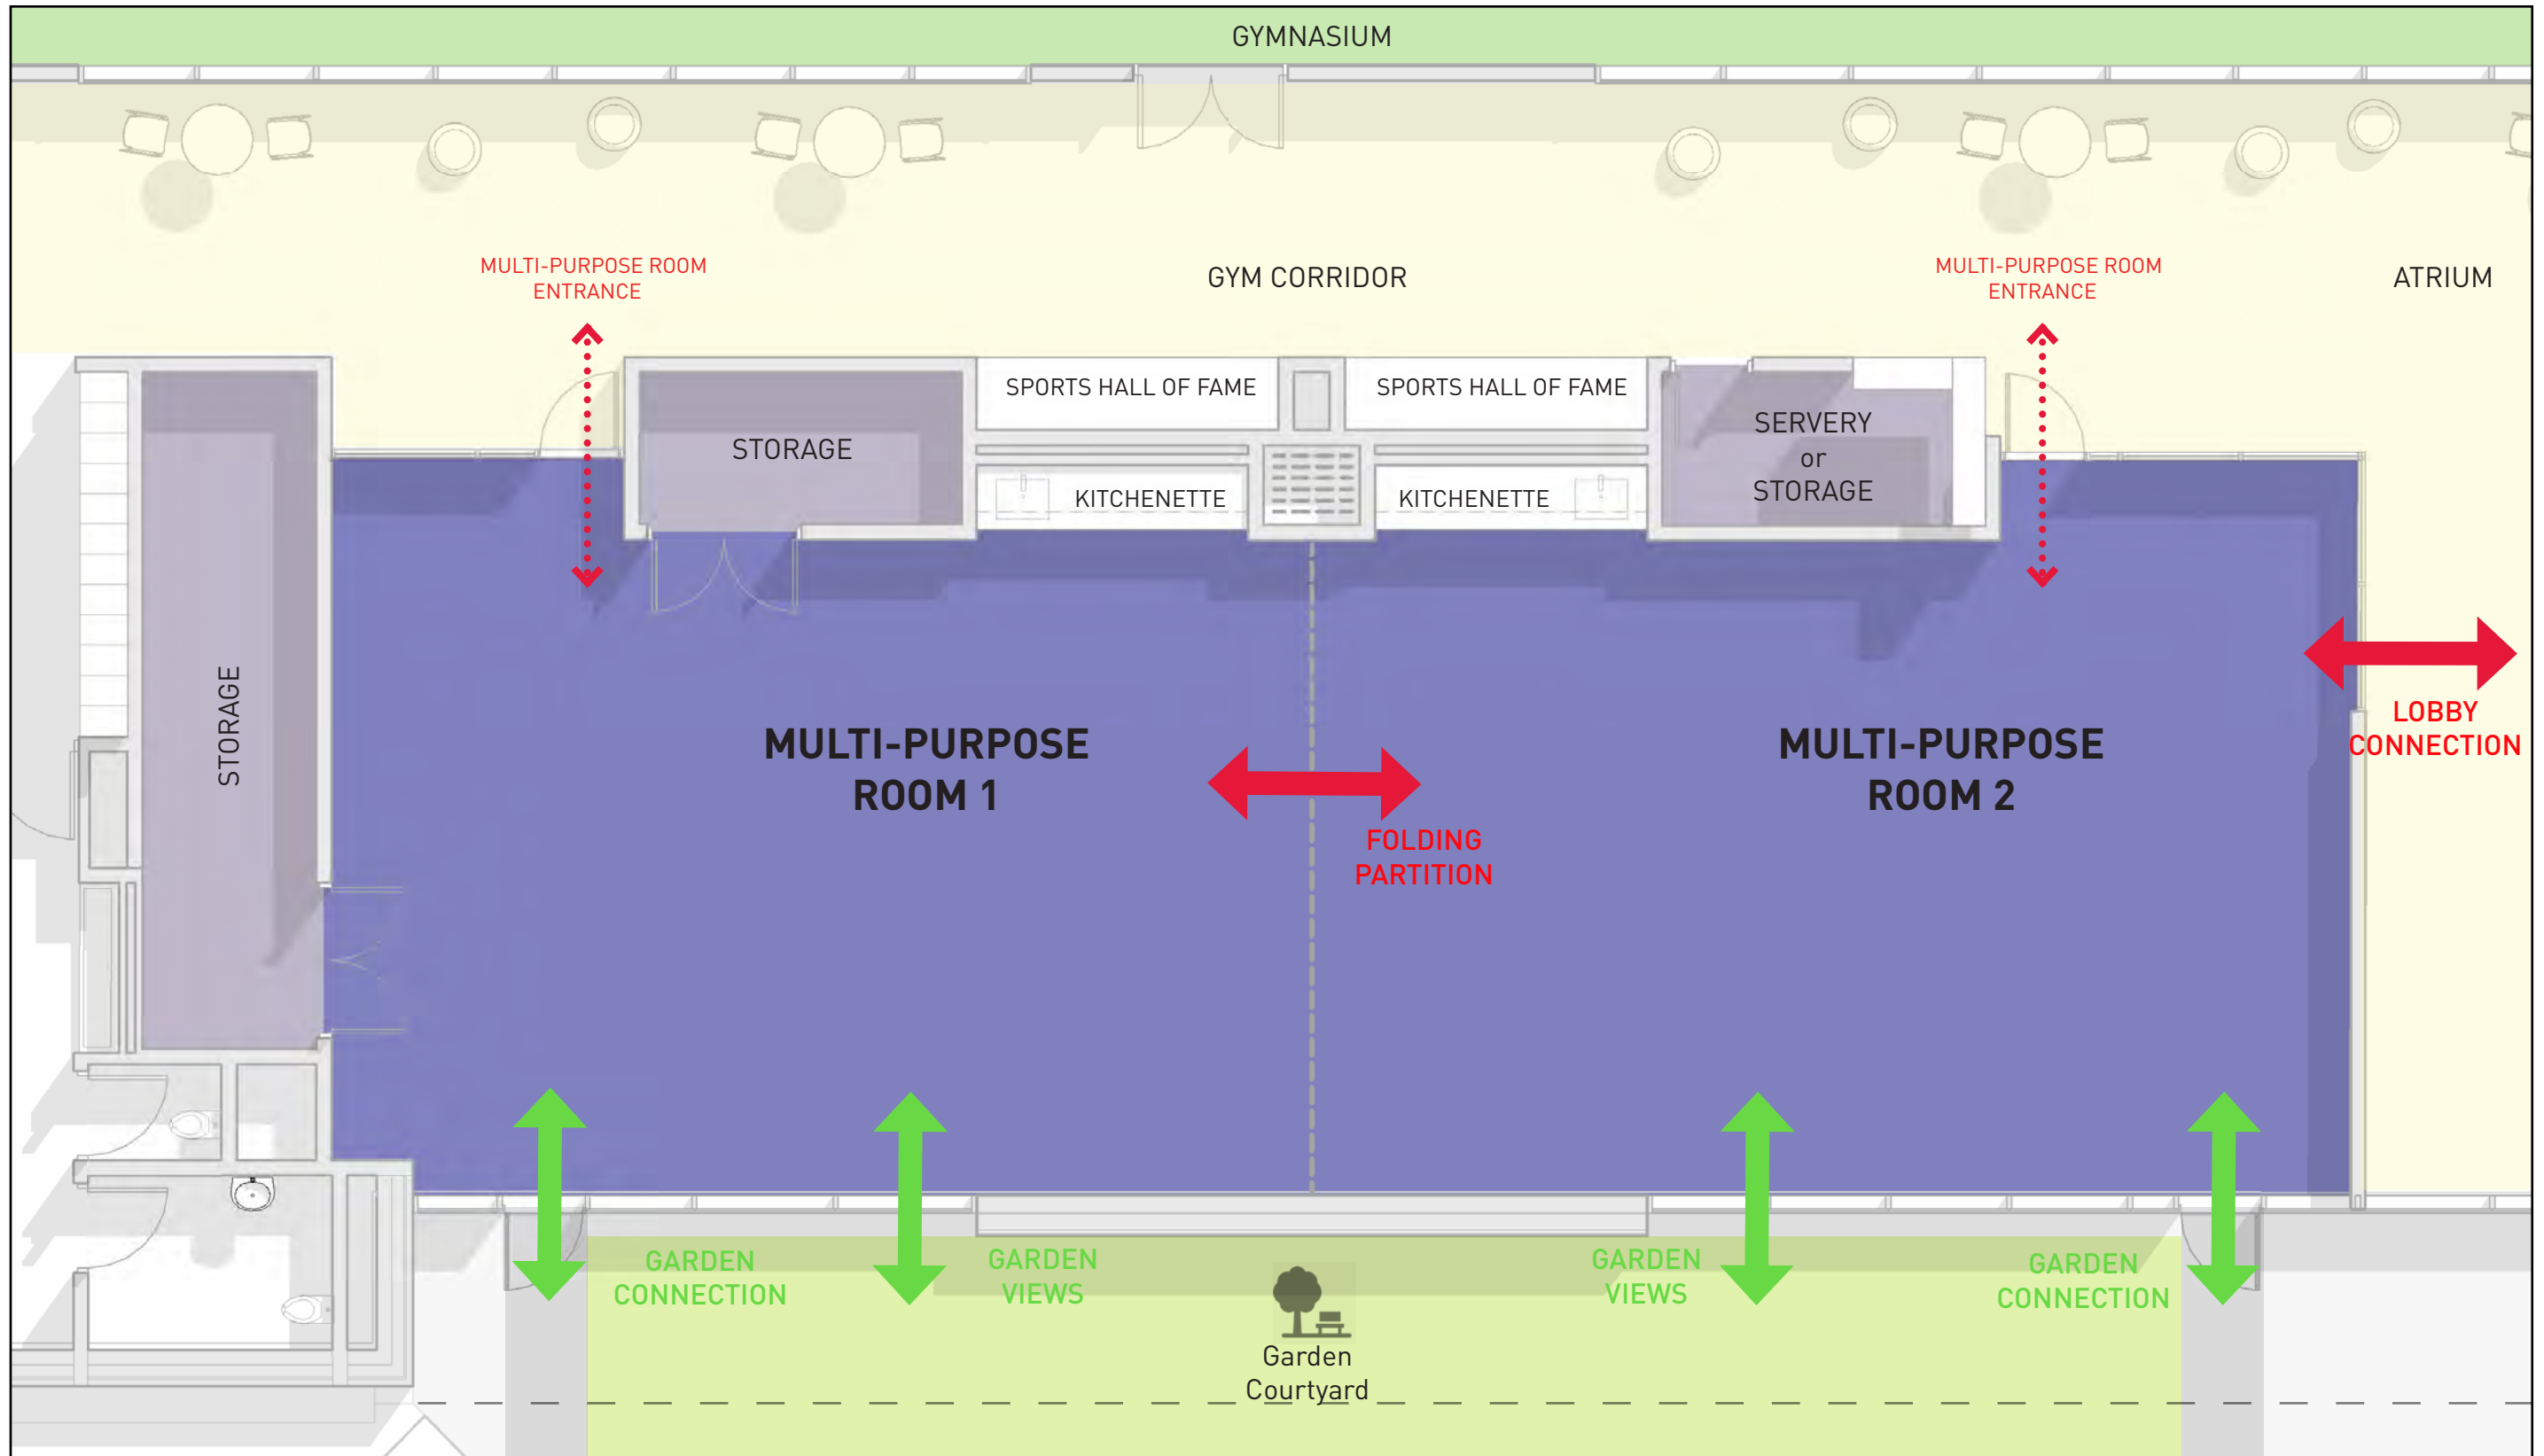 GYMNASIUM
MULTI-PURPOSE ROOM
ENTRANCE
GYM CORRIDOR
MULTI-PURPOSE ROOM
ENTRANCE
ATRIUM
SPORTS HALL OF FAME
SPORTS HALL OF FAME
STORAGE
SERVERY
or
STORAGE
KITCHENETTE
KITCHENETTE
STORAGE
MULTI-PURPOSE
ROOM 1
MULTI-PURPOSE
ROOM 2
LOBBY
CONNECTION
FOLDING
PARTITION
GARDEN
CONNECTION
GARDEN
VIEWS
GARDEN
VIEWS
GARDEN
CONNECTION
Garden
Courtyard